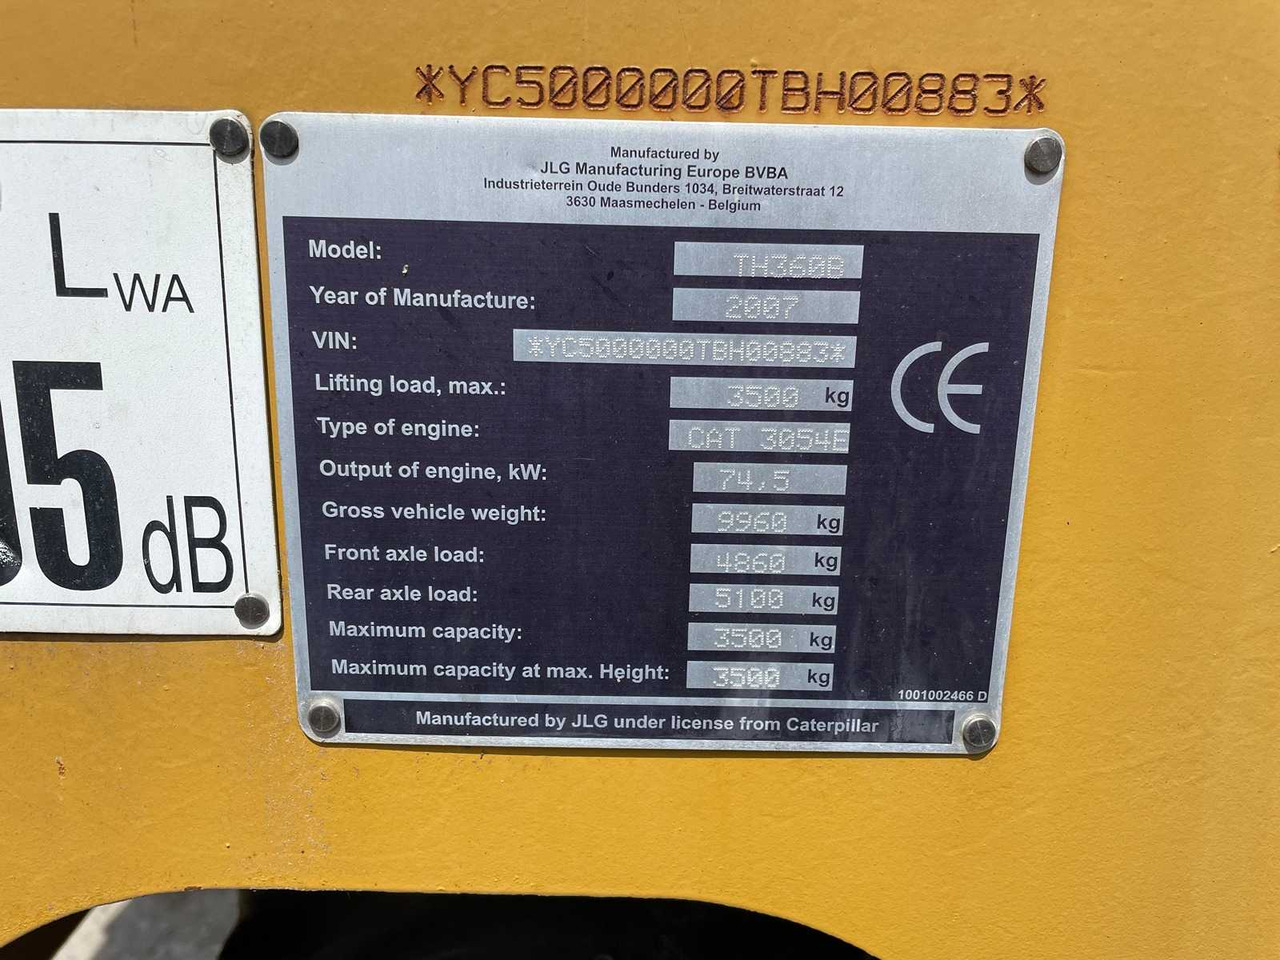 *YC5000000TBH00883*
LWA
5 dB
Manufactured by
JLG Manufacturing Europe BVBA
Industrieterrein Oude Bunders 1034, Breitwaterstraat 12
3630 Maasmechelen - Belgium
Model: TH360B
Year of Manufacture: 2007
VIN: *YC5000000TBH00883*
Lifting load, max.: 3500 kg
Type of engine: CAT 3054E
Output of engine, kW: 74,5
Gross vehicle weight: 9960 kg
Front axle load: 4860 kg
Rear axle load: 5100 kg
Maximum capacity: 3500 kg
Maximum capacity at max. Height: 3500 kg
CE
1001002466 D
Manufactured by JLG under license from Caterpillar